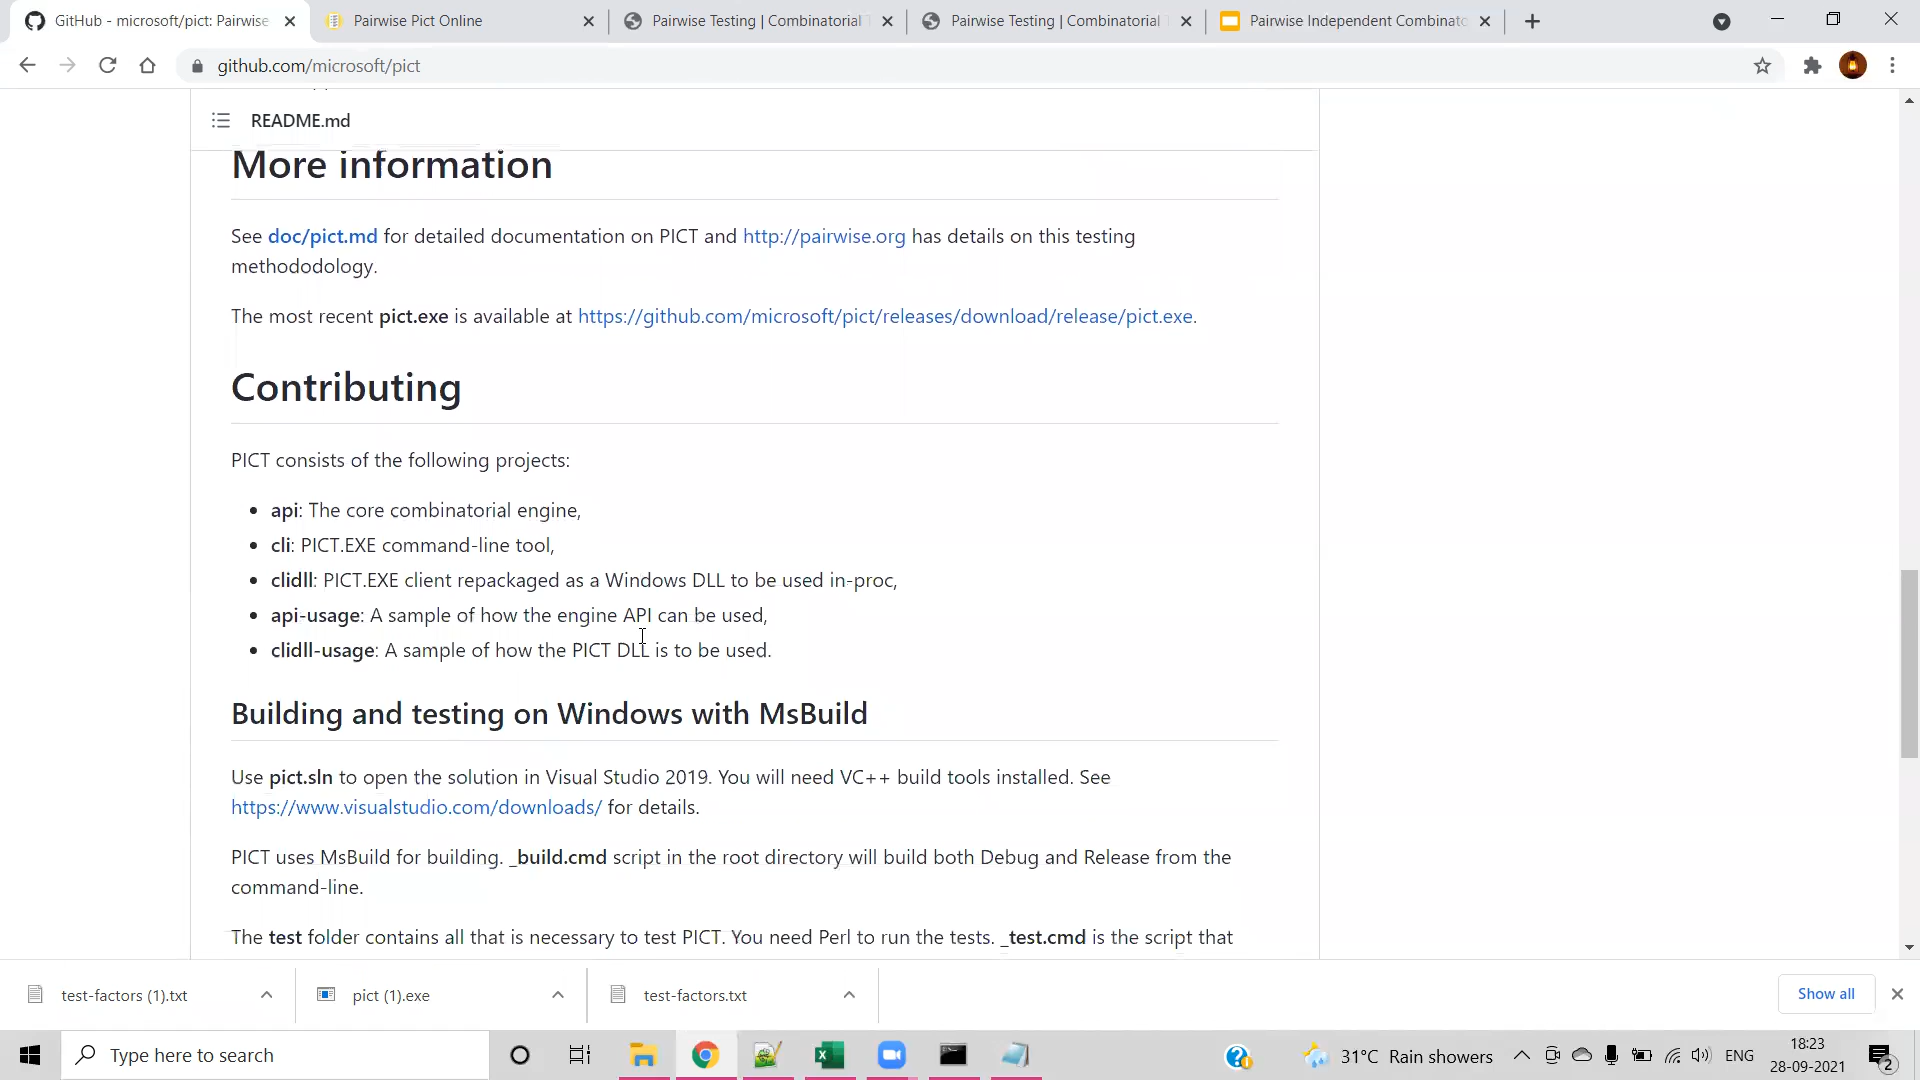 GitHub - microsoft/pict: Pairwise
Pairwise Pict Online
Pairwise Testing | Combinatorial T
Pairwise Testing | Combinatorial T
Pairwise Independent Combinato
github.com/microsoft/pict
README.md
More information
See doc/pict.md for detailed documentation on PICT and http://pairwise.org has details on this testing
methododology.
The most recent pict.exe is available at https://github.com/microsoft/pict/releases/download/release/pict.exe.
Contributing
PICT consists of the following projects:
api: The core combinatorial engine,
cli: PICT.EXE command-line tool,
clidll: PICT.EXE client repackaged as a Windows DLL to be used in-proc,
api-usage: A sample of how the engine API can be used,
clidll-usage: A sample of how the PICT DLL is to be used.
Building and testing on Windows with MsBuild
Use pict.sln to open the solution in Visual Studio 2019. You will need VC++ build tools installed. See
https://www.visualstudio.com/downloads/ for details.
PICT uses MsBuild for building. _build.cmd script in the root directory will build both Debug and Release from the
command-line.
The test folder contains all that is necessary to test PICT. You need Perl to run the tests. _test.cmd is the script that
test-factors (1).txt
pict (1).exe
test-factors.txt
Show all
Type here to search
31°C Rain showers
ENG
18:23
28-09-2021
2